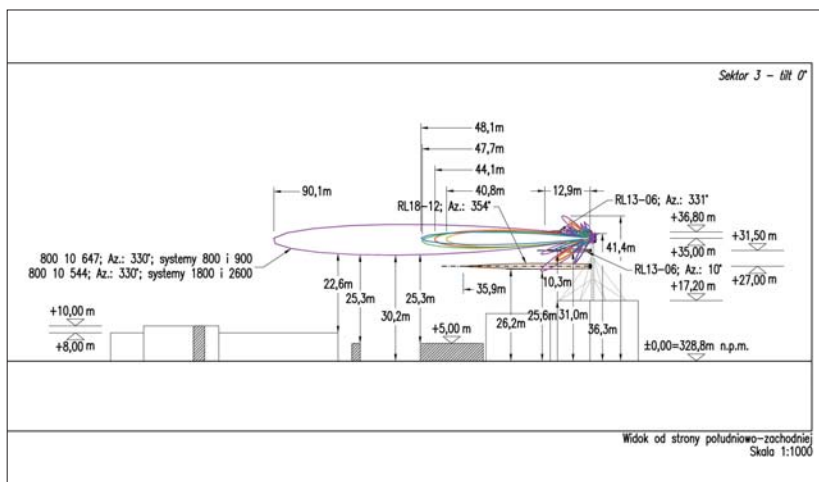 Sektor 3 – tilt 0°
48,1m
47,7m
44,1m
90,1m
40,8m
12,9m
RL13-06; Az.: 331°
RL18-12; Az.: 354°
+36,80 m
+31,50 m
41,4m
+35,00 m
800 10 647; Az.: 330°; systemy 800 i 900
RL13-06; Az.: 10°
800 10 544; Az.: 330°; systemy 1800 i 2600
22,6m
10,3m
+27,00 m
25,3m
25,3m
35,9m
+17,20 m
30,2m
26,2m
25,6m
31,0m
36,3m
+10,00 m
+5,00 m
+8,00 m
±0,00=328,8m n.p.m.
Widok od strony południowo-zachodniej
Skala 1:1000